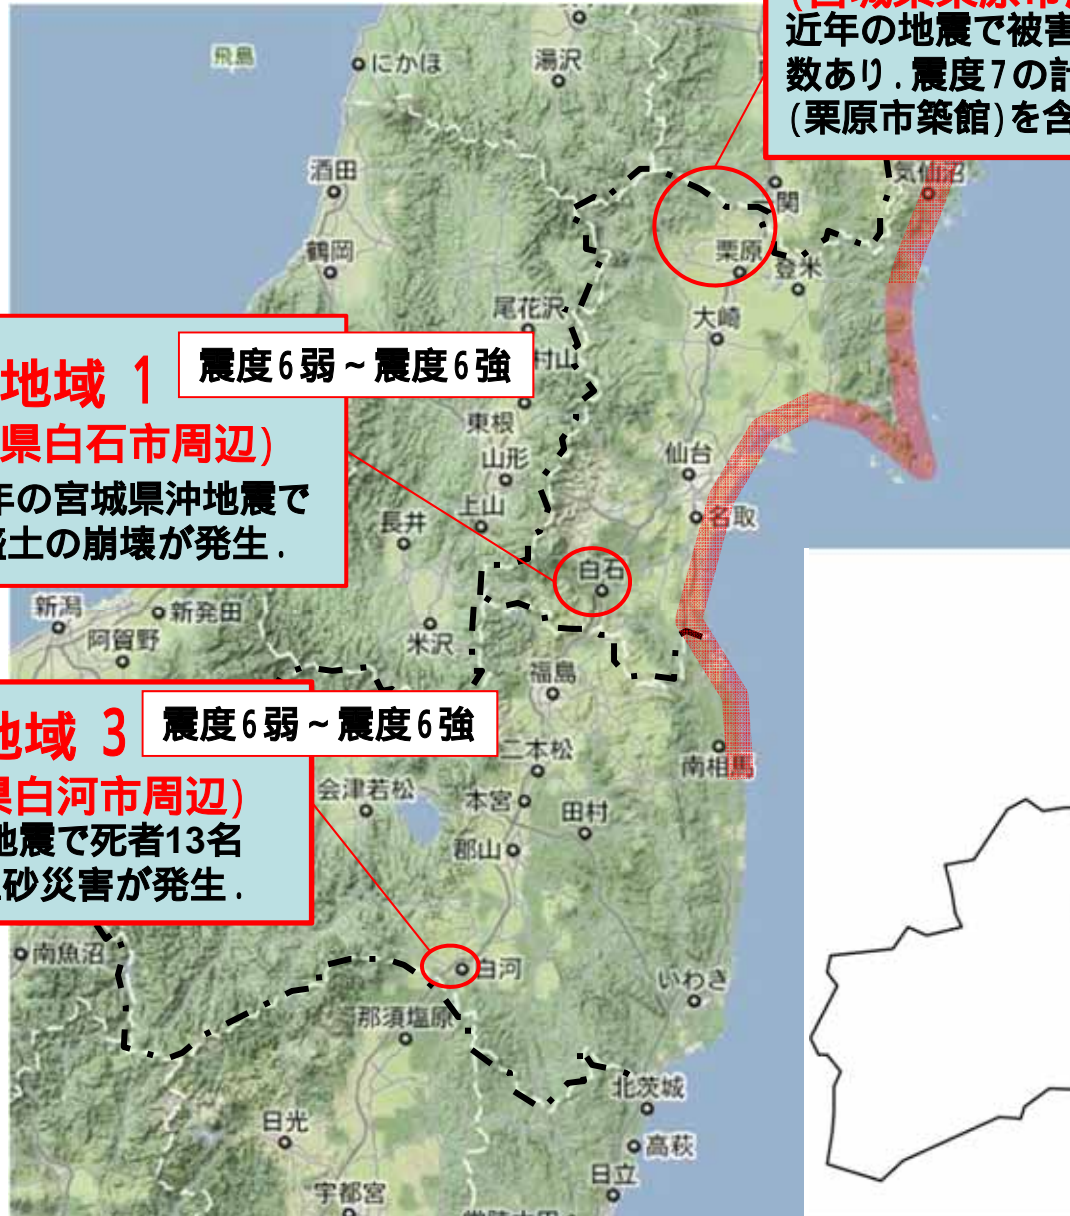 近年の地震で被害
数あり.震度7の計
(栗原市築館)を含
飛島
にかほ
湯沢
酒田
気仙沼
一関
鶴岡
栗原
登米
尾花沢
大崎
地域 1
震度6弱~震度6強
村山
県白石市周辺)
東根
仙台
山形
年の宮城県沖地震で
上山
名取
長井
盛土の崩壊が発生.
白石
新潟
新発田
阿賀野
米沢
福島
地域 3
震度6弱~震度6強
二本松
南相馬
県白河市周辺)
会津若松
本宮
田村
地震で死者13名
郡山
砂災害が発生.
南魚沼
白河
いわき
那須塩原
北茨城
日光
高萩
日立
宇都宮